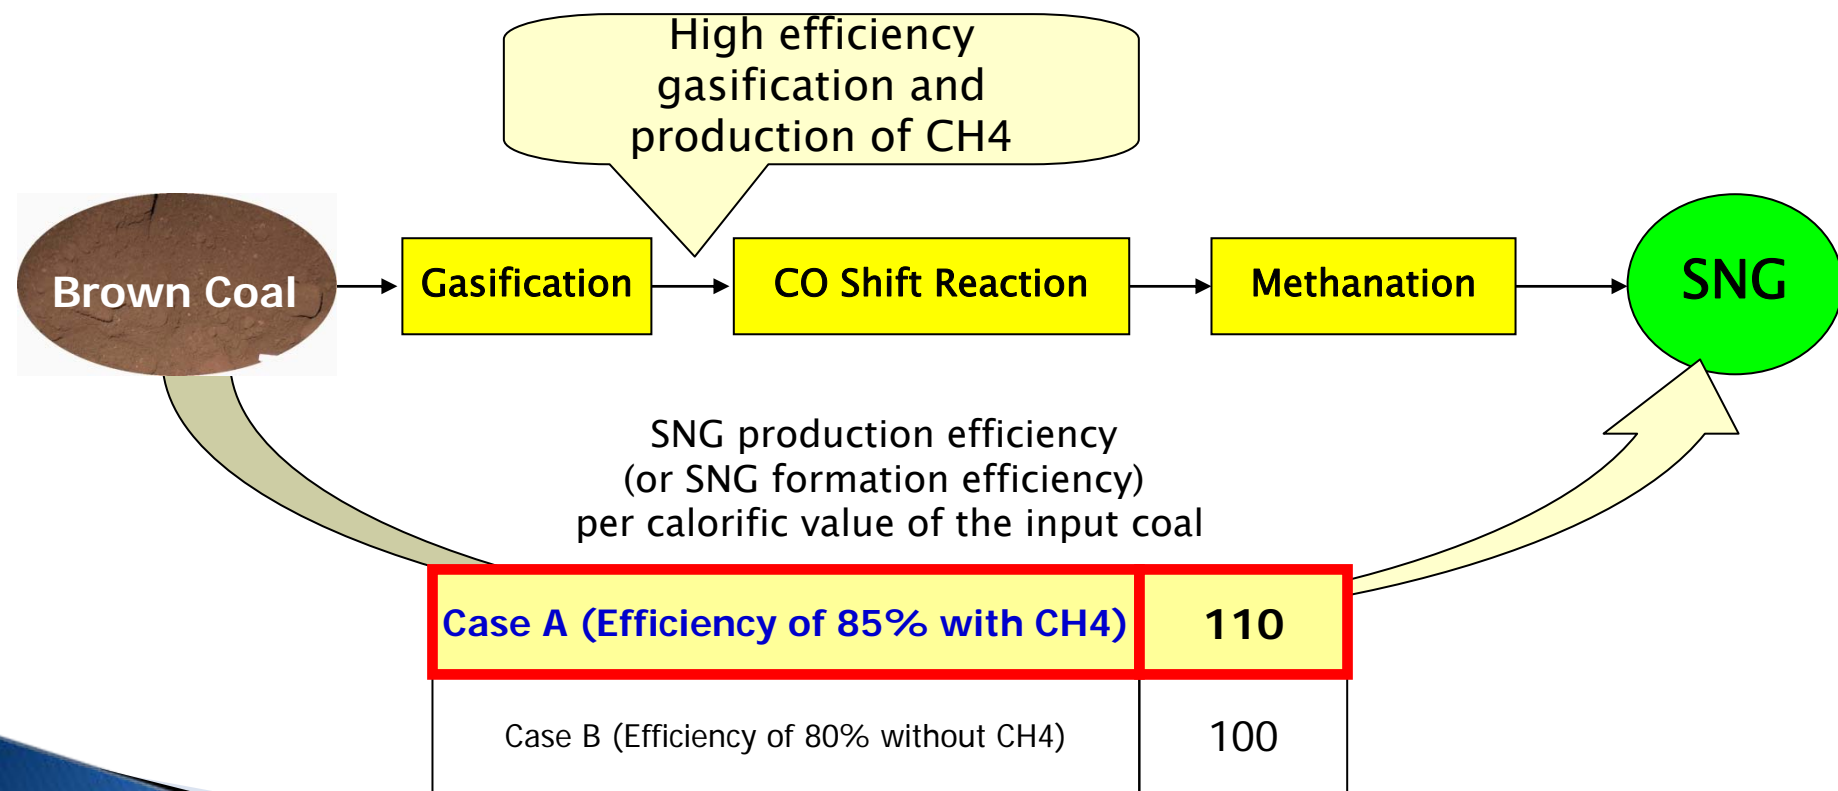 High efficiency
gasification and
production of CH4
Brown Coal
Gasification
CO Shift Reaction
Methanation
SNG
SNG production efficiency
(or SNG formation efficiency)
per calorific value of the input coal
Case A (Efficiency of 85% with CH4)
110
Case B (Efficiency of 80% without CH4)
100